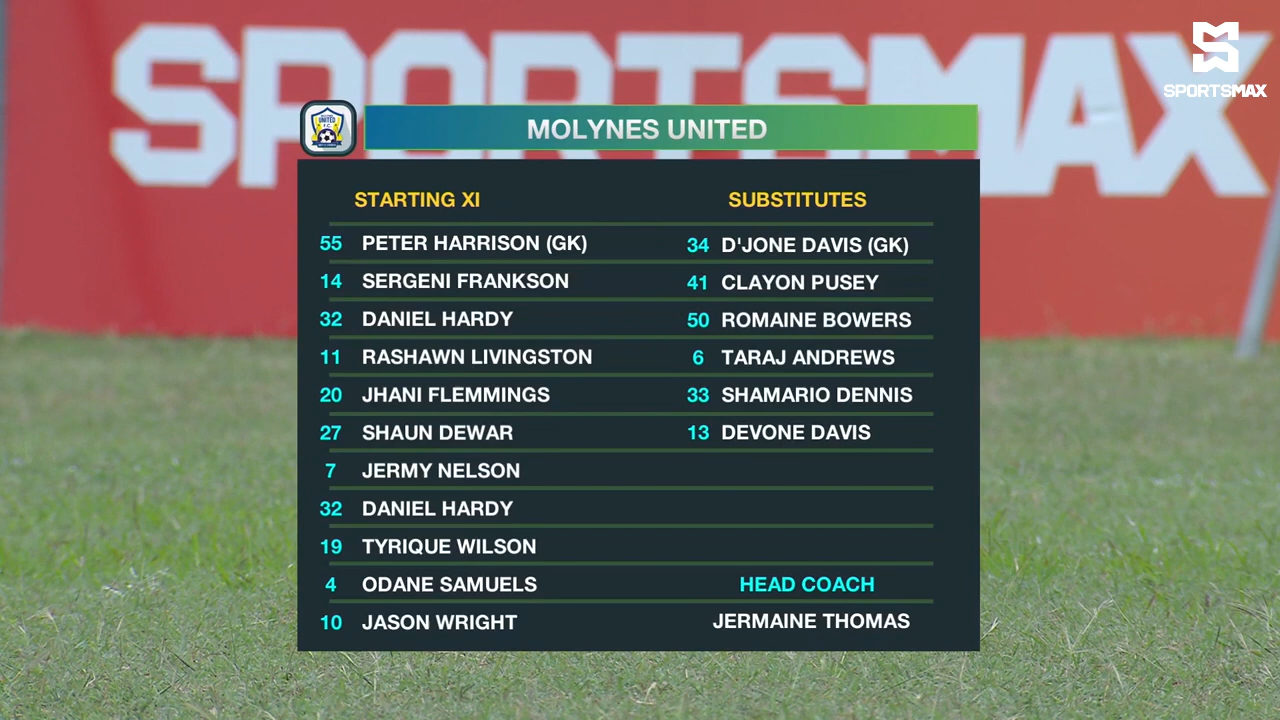 SPORTSMAX
SPORTSMAX
UNITED
MOLYNES UNITED
STARTING XI
55 PETER HARRISON (GK)
14 SERGENI FRANKSON
32 DANIEL HARDY
11 RASHAWN LIVINGSTON
20 JHANI FLEMMINGS
27 SHAUN DEWAR
7 JERMY NELSON
32 DANIEL HARDY
19 TYRIQUE WILSON
4 ODANE SAMUELS
10 JASON WRIGHT
SUBSTITUTES
34 D'JONE DAVIS (GK)
41 CLAYON PUSEY
50 ROMAINE BOWERS
6 TARAJ ANDREWS
33 SHAMARIO DENNIS
13 DEVONE DAVIS
HEAD COACH
JERMAINE THOMAS